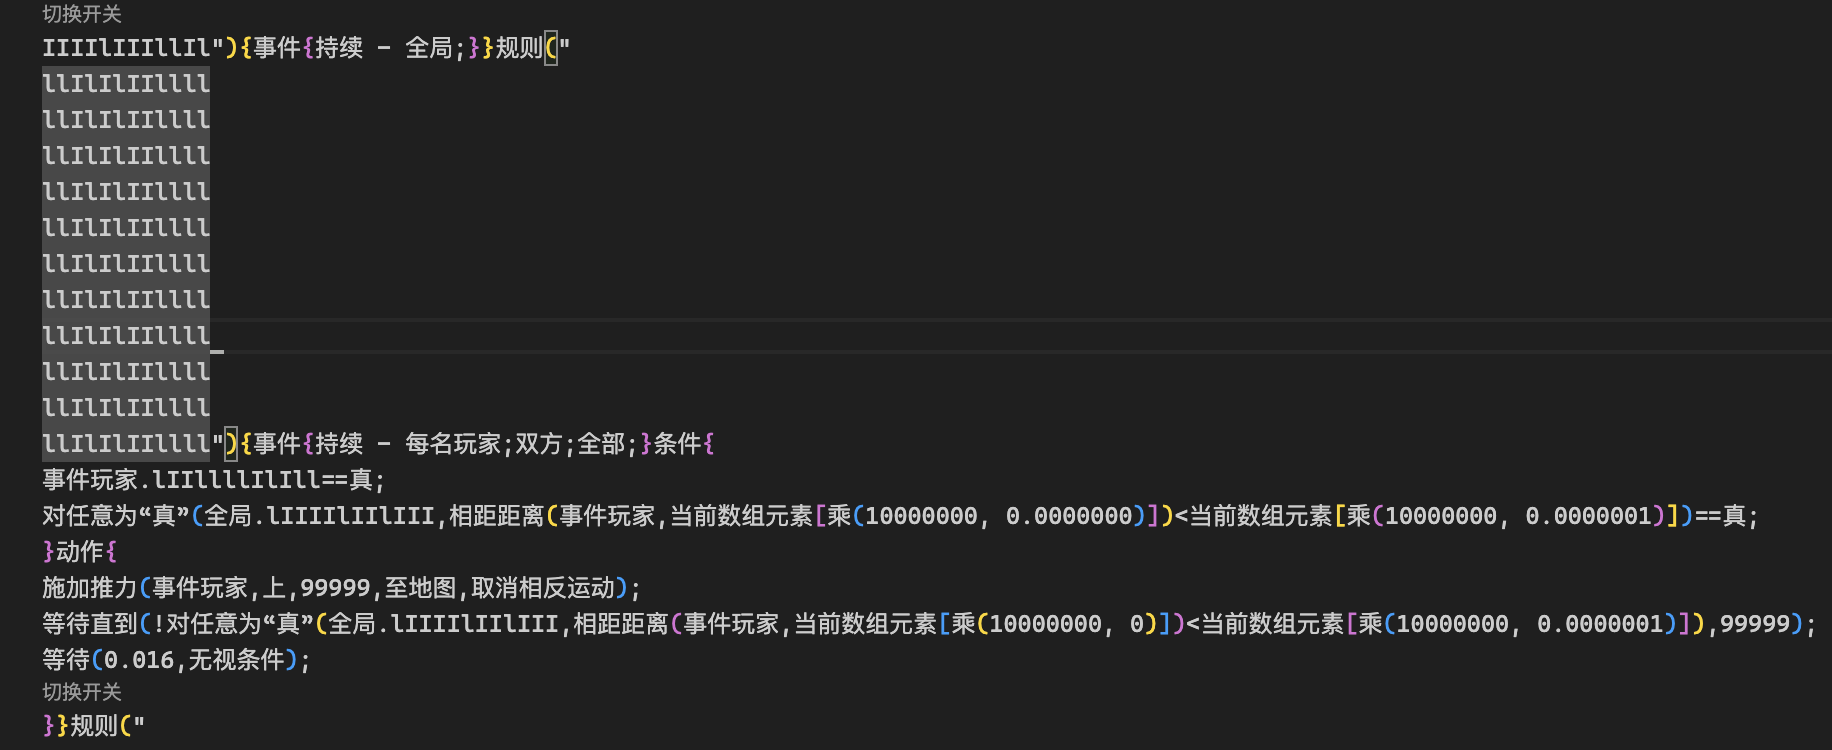 切换开关
IIIIlIIIllIl"){事件{持续 - 全局;}}规则("
llIlIlIIllll
llIlIlIIllll
llIlIlIIllll
llIlIlIIllll
llIlIlIIllll
llIlIlIIllll
llIlIlIIllll
llIlIlIIllll
llIlIlIIllll
llIlIlIIllll
llIlIlIIllll"){事件{持续 - 每名玩家;双方;全部;}条件{
事件玩家.lIIllllIlIll==真;
对任意为“真”(全局.lIIIIlIIlIII,相距距离(事件玩家,当前数组元素[乘(10000000, 0.0000000)])<当前数组元素[乘(10000000, 0.0000001)])==真;
}动作{
施加推力(事件玩家,上,99999,至地图,取消相反运动);
等待直到(!对任意为“真”(全局.lIIIIlIIlIII,相距距离(事件玩家,当前数组元素[乘(10000000, 0)])<当前数组元素[乘(10000000, 0.0000001)]),99999);
等待(0.016,无视条件);
切换开关
}}规则("